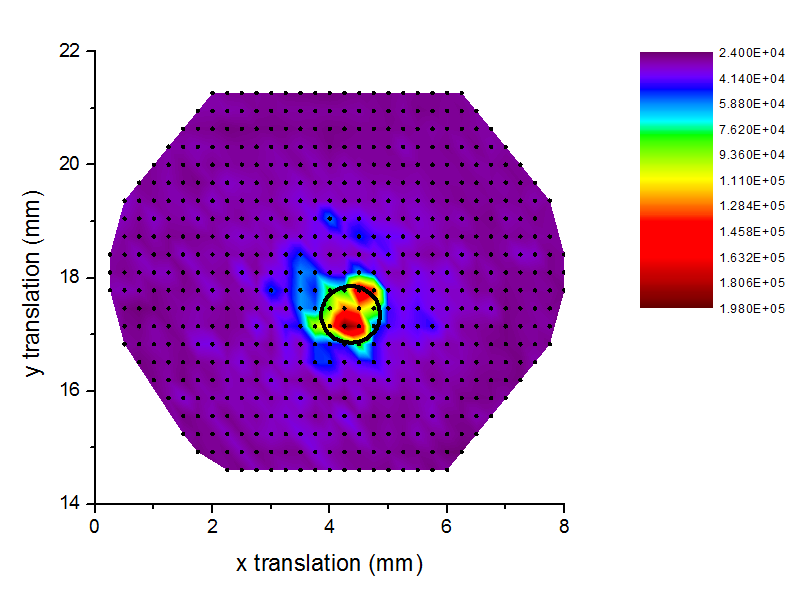 22
20
18
16
14
0 2 4 6 8
y translation (mm)
x translation (mm)
2.400E+04
4.140E+04
5.880E+04
7.620E+04
9.360E+04
1.110E+05
1.284E+05
1.458E+05
1.632E+05
1.806E+05
1.980E+05